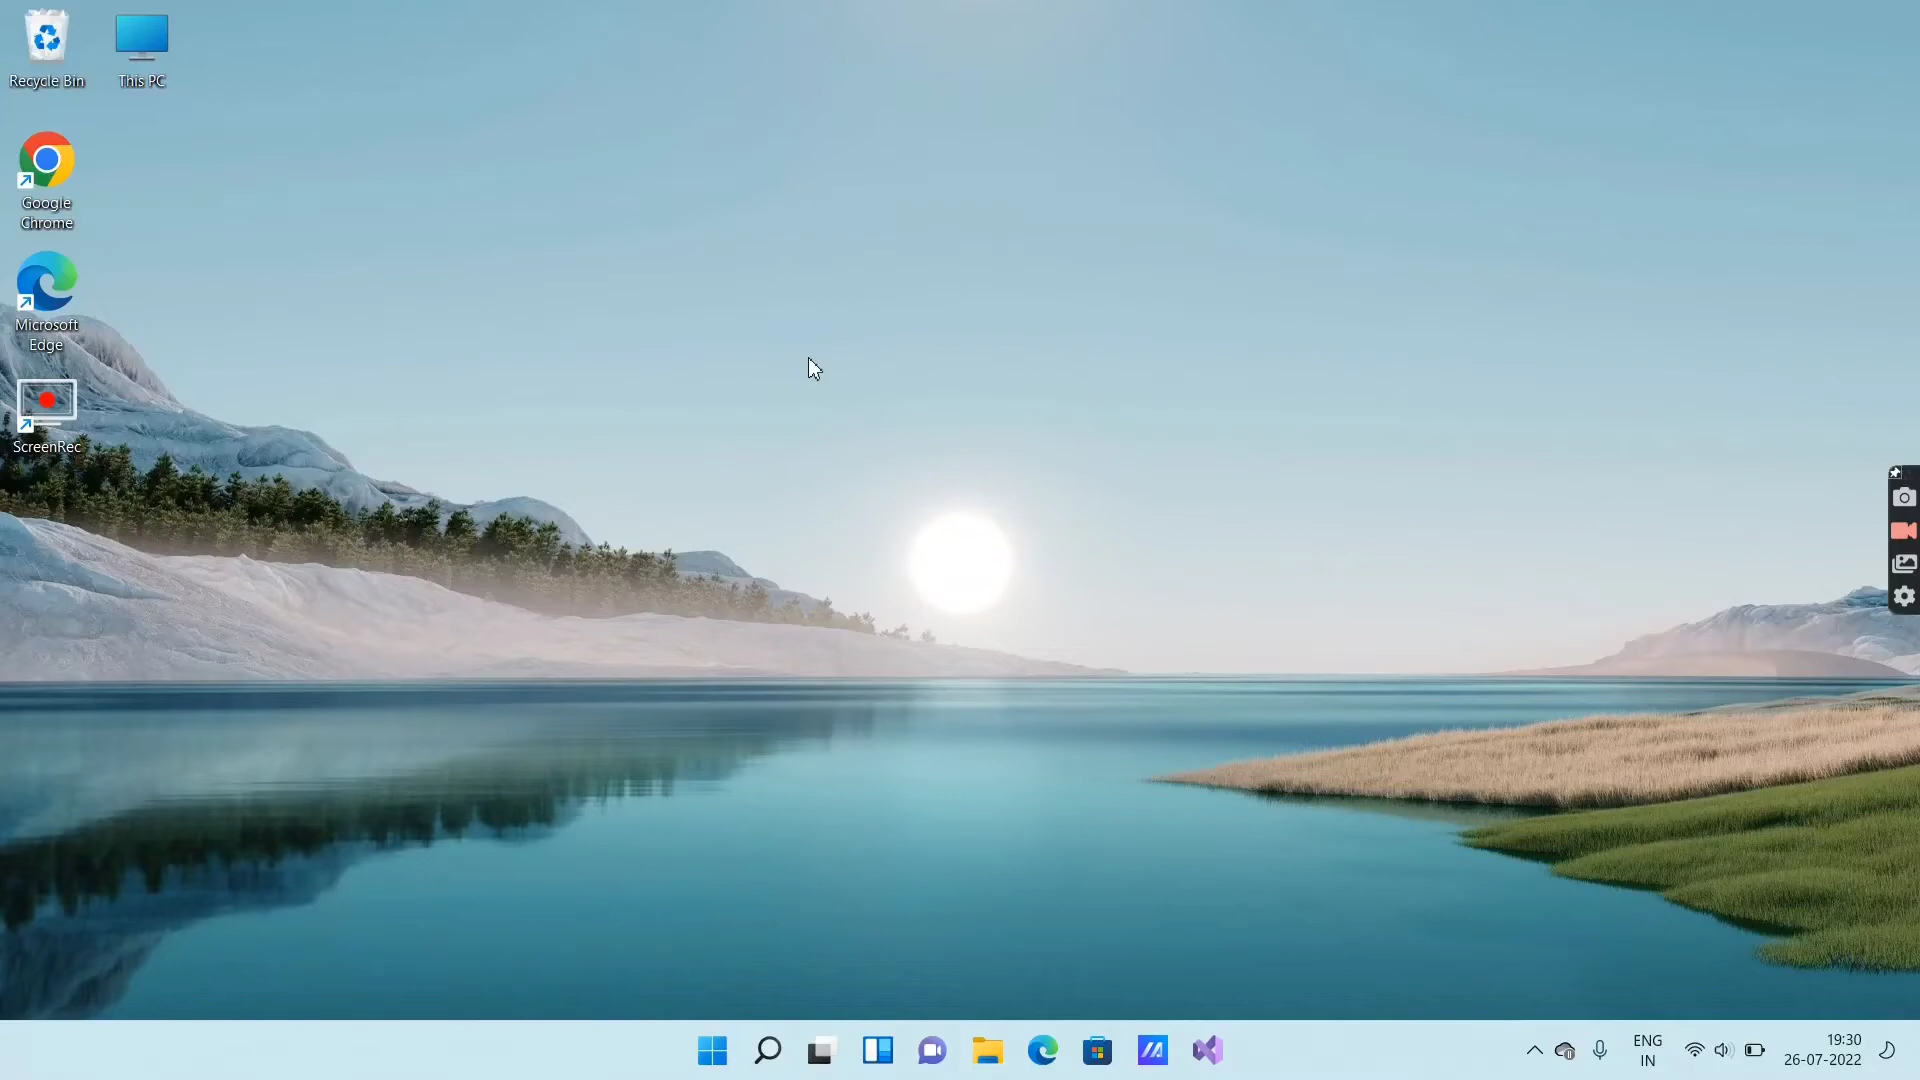 Recycle Bin
This PC
Google
Chrome
Microsoft
Edge
ScreenRec
ENG
IN
19:30
26-07-2022